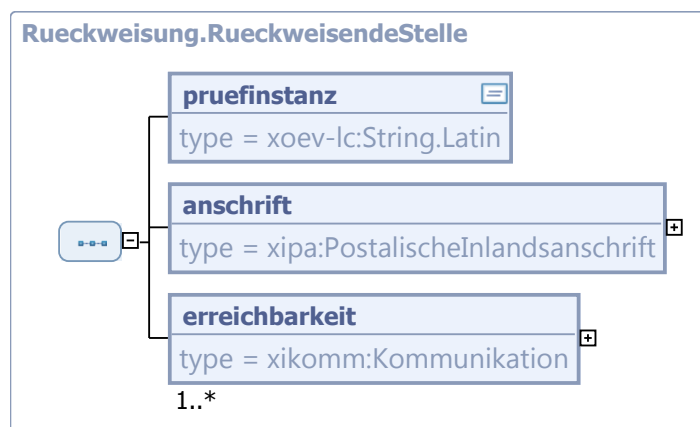 Rueckweisung.RueckweisendeStelle
pruefinstanz
type = xoev-lc:String.Latin
anschrift
type = xipa:PostalischeInlandsanschrift
erreichbarkeit
type = xikomm:Kommunikation
1..*